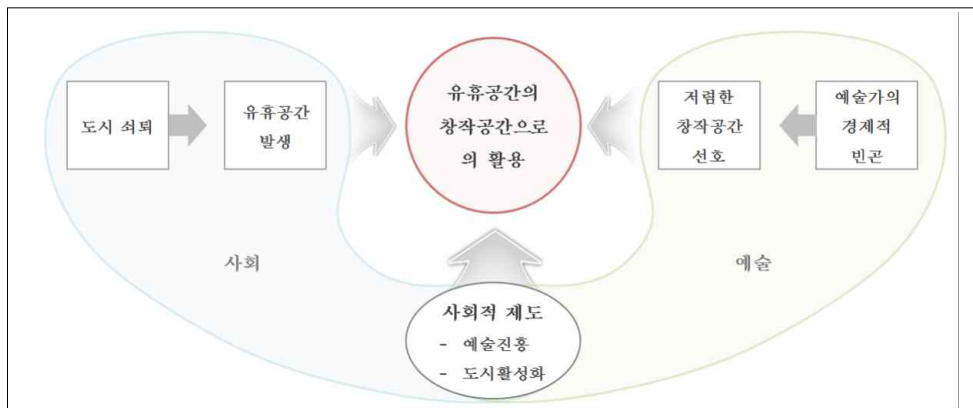 도시 쇠퇴
유휴공간
발생
유휴공간의
창작공간으로
의 활용
저렴한
창작공간
선호
예술가의
경제적
빈곤
사회
예술
사회적 제도
- 예술진흥
- 도시활성화